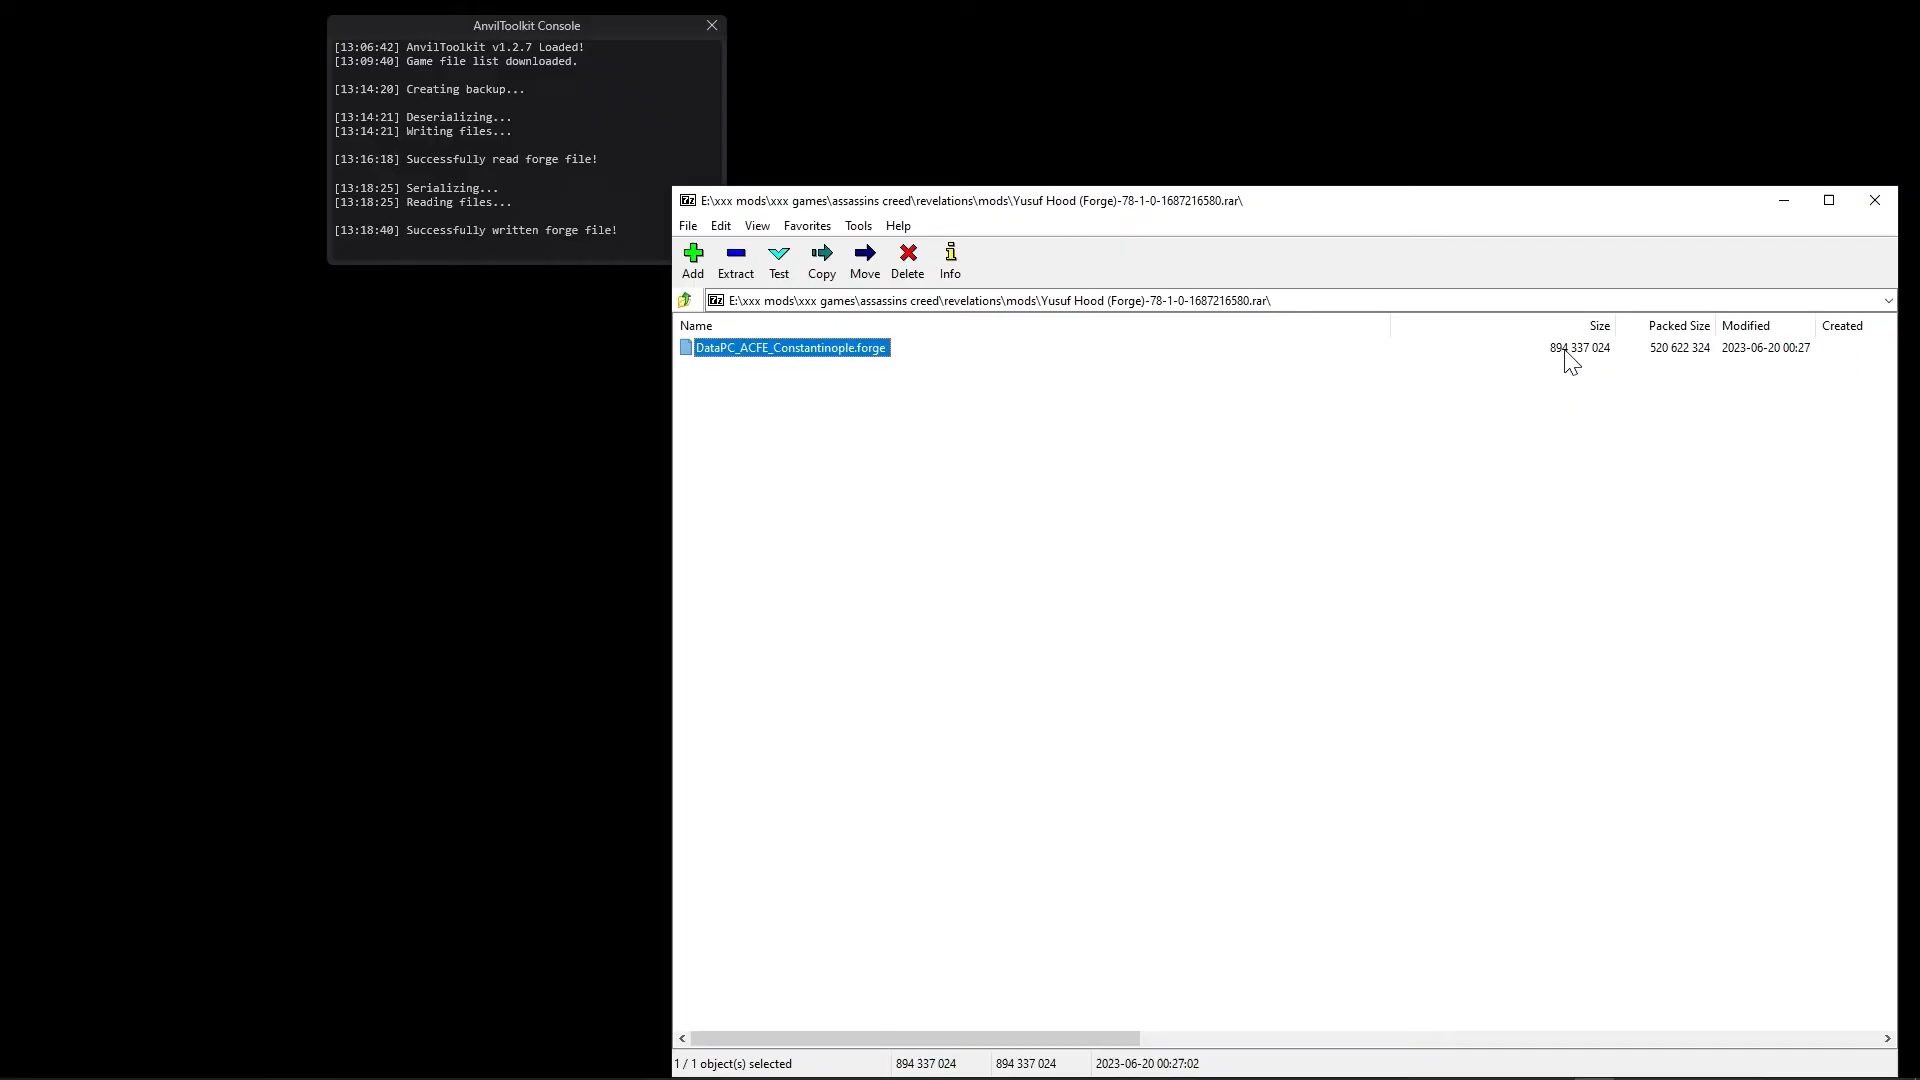 AnvilToolkit Console
[13:06:42] AnvilToolkit v1.2.7 Loaded!
[13:09:40] Game file list downloaded.
[13:14:20] Creating backup...
[13:14:21] Deserializing...
[13:14:21] Writing files...
[13:16:18] Successfully read forge file!
[13:18:25] Serializing...
[13:18:25] Reading files...
[13:18:40] Successfully written forge file!
E:\xxx mods\xxx games\assassins creed\revelations\mods\Yusuf Hood (Forge)-78-1-0-1687216580.rar\
File Edit View Favorites Tools Help
Add Extract Test Copy Move Delete Info
E:\xxx mods\xxx games\assassins creed\revelations\mods\Yusuf Hood (Forge)-78-1-0-1687216580.rar\
Name Size Packed Size Modified Created
DataPC_ACFE_Constantinople.forge 894 337 024 520 622 324 2023-06-20 00:27
1 / 1 object(s) selected 894 337 024 894 337 024 2023-06-20 00:27:02